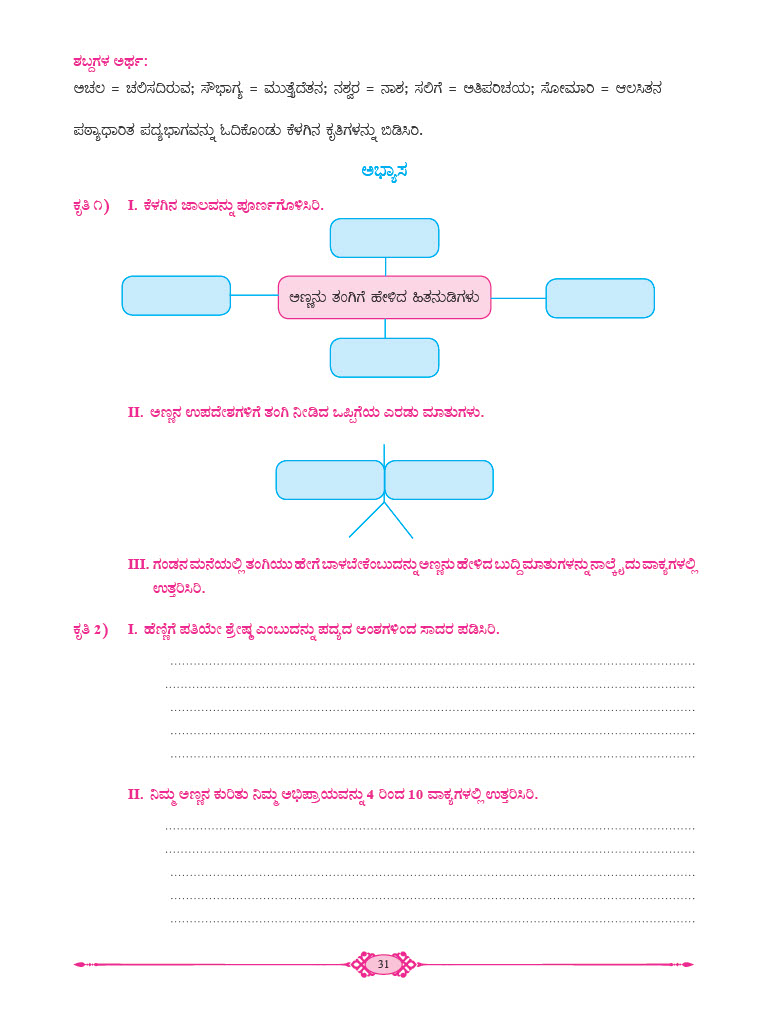 ಶಬ್ದಗಳ ಅರ್ಥ:
ಅಚಲ = ಚಲಿಸದಿರುವ; ಸೌಭಾಗ್ಯ = ಮುತ್ತೈದೆತನ; ನಶ್ವರ = ನಾಶ; ಸಲಿಗೆ = ಅತಿಪರಿಚಯ; ಸೋಮಾರಿ = ಆಲಸಿತನ
ಪಠ್ಯಾಧಾರಿತ ಪದ್ಯಭಾಗವನ್ನು ಓದಿಕೊಂಡು ಕೆಳಗಿನ ಕೃತಿಗಳನ್ನು ಬಿಡಿಸಿರಿ.
ಅಭ್ಯಾಸ
ಕೃತಿ ೧) I. ಕೆಳಗಿನ ಜಾಲವನ್ನು ಪೂರ್ಣಗೊಳಿಸಿರಿ.
ಅಣ್ಣನು ತಂಗಿಗೆ ಹೇಳಿದ ಹಿತನುಡಿಗಳು
II. ಅಣ್ಣನ ಉಪದೇಶಗಳಿಗೆ ತಂಗಿ ನೀಡಿದ ಒಪ್ಪಿಗೆಯ ಎರಡು ಮಾತುಗಳು.
III. ಗಂಡನ ಮನೆಯಲ್ಲಿ ತಂಗಿಯು ಹೇಗೆ ಬಾಳಬೇಕೆಂಬುದನ್ನು ಅಣ್ಣನು ಹೇಳಿದ ಬುದ್ದಿಮಾತುಗಳನ್ನು ನಾಲ್ಕೈದು ವಾಕ್ಯಗಳಲ್ಲಿ
ಉತ್ತರಿಸಿರಿ.
ಕೃತಿ 2) I. ಹೆಣ್ಣಿಗೆ ಪತಿಯೇ ಶ್ರೇಷ್ಠ ಎಂಬುದನ್ನು ಪದ್ಯದ ಅಂಶಗಳಿಂದ ಸಾದರ ಪಡಿಸಿರಿ.
II. ನಿಮ್ಮ ಅಣ್ಣನ ಕುರಿತು ನಿಮ್ಮ ಅಭಿಪ್ರಾಯವನ್ನು 4 ರಿಂದ 10 ವಾಕ್ಯಗಳಲ್ಲಿ ಉತ್ತರಿಸಿರಿ.
31